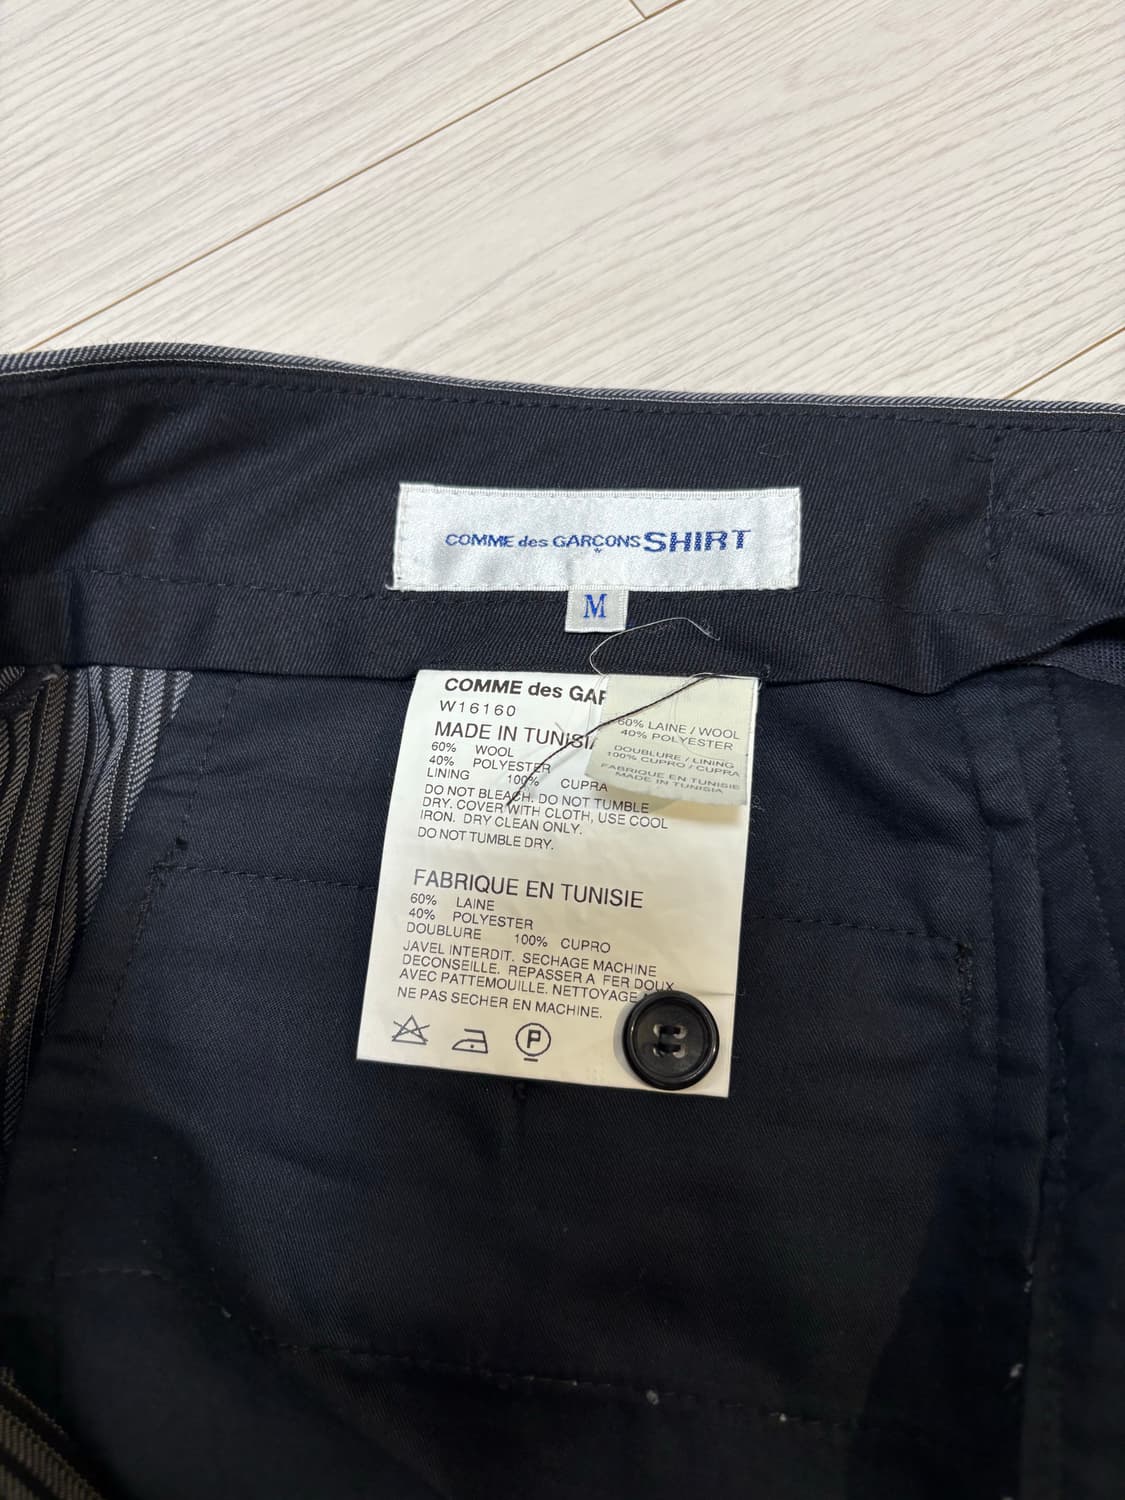 COMME des GARÇONS SHIRT
M
COMME des GAR
W16160
MADE IN TUNISIA
60% WOOL
40% POLYESTER
LINING 100% CUPRA
DO NOT BLEACH. DO NOT TUMBLE
DRY. COVER WITH CLOTH, USE COOL
IRON. DRY CLEAN ONLY.
DO NOT TUMBLE DRY.
FABRIQUE EN TUNISIE
60% LAINE
40% POLYESTER
DOUBLURE 100% CUPRO
JAVEL INTERDIT. SECHAGE MACHINE
DECONSEILLE. REPASSER A FER DOUX
AVEC PATTEMOUILLE. NETTOYAGE
NE PAS SECHER EN MACHINE.
P
60% LAINE / WOOL
40% POLYESTER
DOUBLURE / LINING
100% CUPRO / CUPRA
FABRIQUE EN TUNISIE
MADE IN TUNISIA